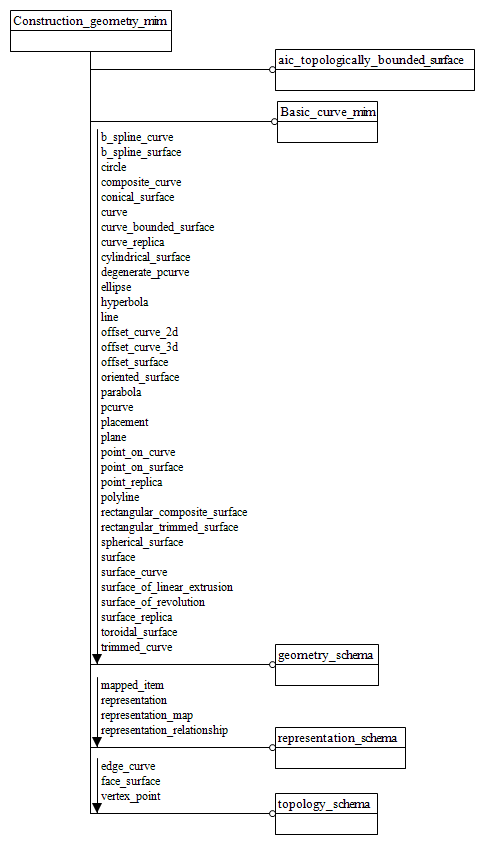 Construction_geometry_mim
aic_topologically_bounded_surface
Basic_curve_mim
b_spline_curve
b_spline_surface
circle
composite_curve
conical_surface
curve
curve_bounded_surface
curve_replica
cylindrical_surface
degenerate_pcurve
ellipse
hyperbola
line
offset_curve_2d
offset_curve_3d
offset_surface
oriented_surface
parabola
pcurve
placement
plane
point_on_curve
point_on_surface
point_replica
polyline
rectangular_composite_surface
rectangular_trimmed_surface
spherical_surface
surface
surface_curve
surface_of_linear_extrusion
surface_of_revolution
surface_replica
toroidal_surface
trimmed_curve
geometry_schema
mapped_item
representation
representation_map
representation_relationship
representation_schema
edge_curve
face_surface
vertex_point
topology_schema